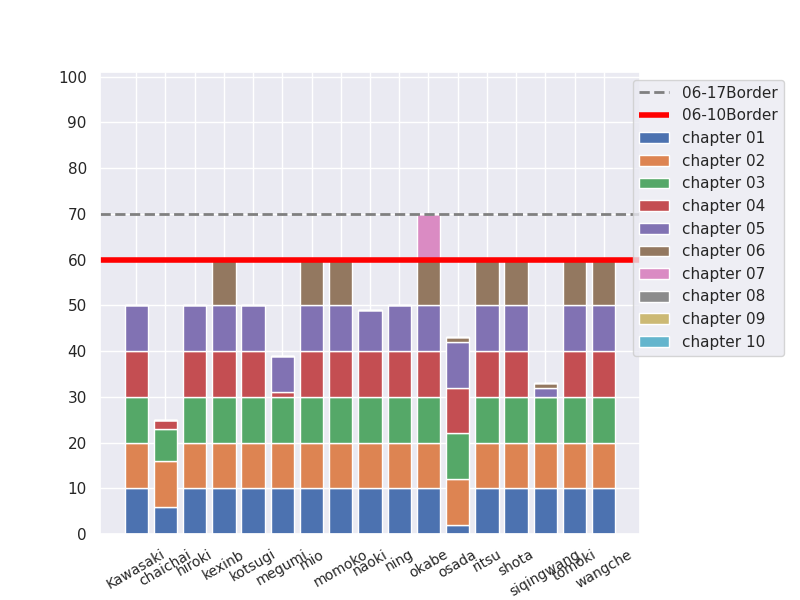 100
90
80
70
60
50
40
30
20
10
0
06-17Border
06-10Border
chapter 01
chapter 02
chapter 03
chapter 04
chapter 05
chapter 06
chapter 07
chapter 08
chapter 09
chapter 10
Kawasaki
chaichai
hiroki
kexinb
kotsugi
megumi
mio
momoko
naoki
ning
okabe
osada
ritsu
shota
siqingwang
tomoki
wangche